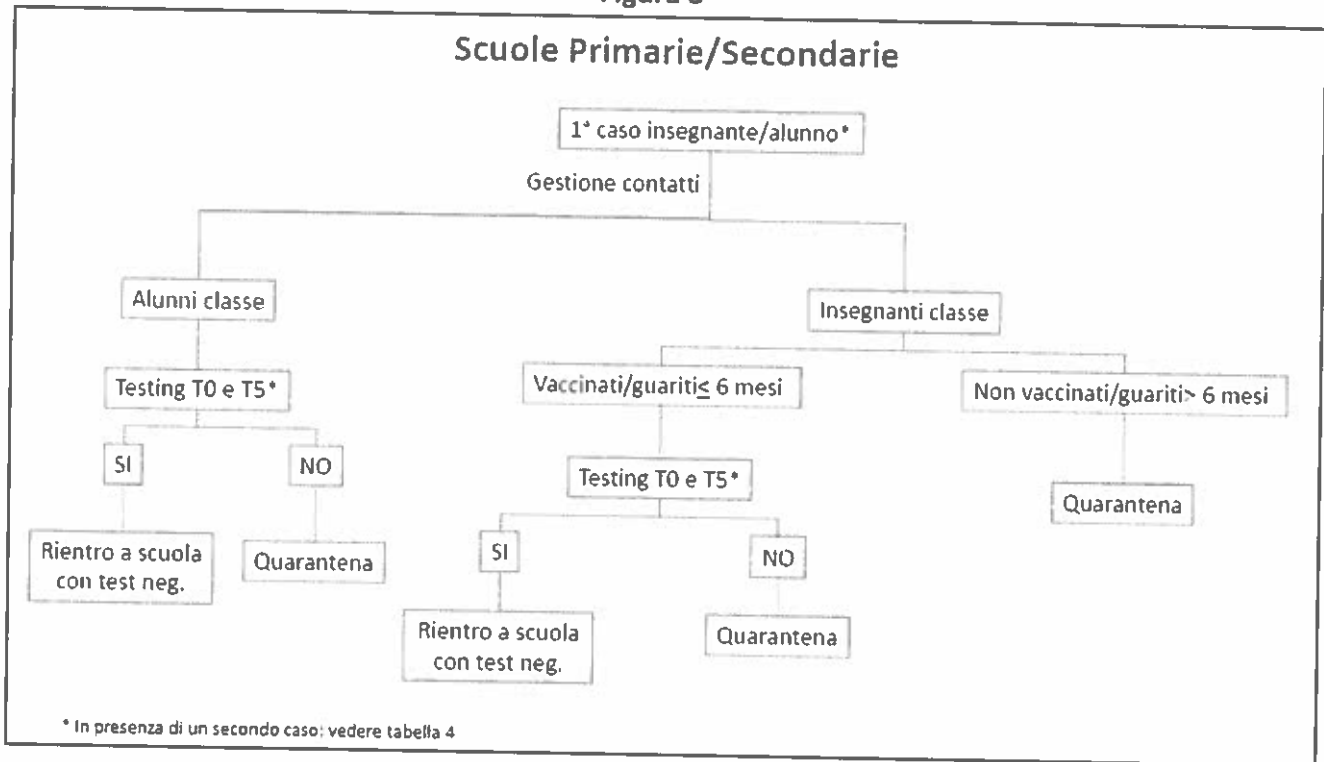 Scuole Primarie/Secondarie
1° caso insegnante/alunno*
Gestione contatti
Alunni classe
Insegnanti classe
Testing T0 e T5*
Vaccinati/guariti≤ 6 mesi
Non vaccinati/guariti> 6 mesi
SI
NO
Testing T0 e T5*
Quarantena
Rientro a scuola
con test neg.
Quarantena
SI
NO
Rientro a scuola
con test neg.
Quarantena
* In presenza di un secondo caso: vedere tabella 4